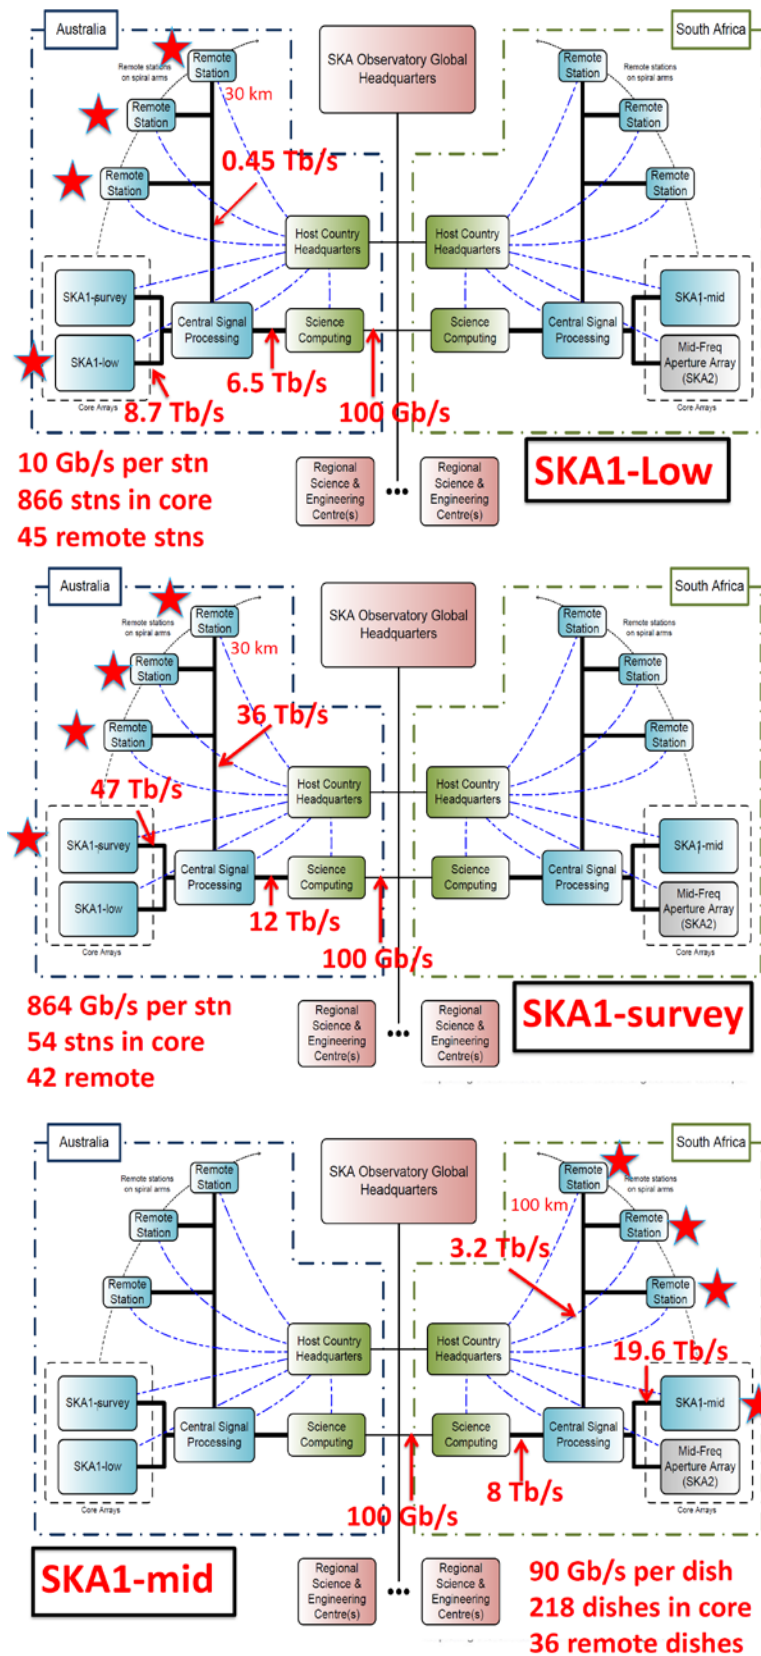 Australia
South Africa
Remote stations
on spiral arms
Remote
Station
30 km
SKA Observatory Global
Headquarters
Remote
Station
Remote stations
on spiral arms
Remote
Station
Remote
Station
Remote
Station
Remote
Station
0.45 Tb/s
Host Country
Headquarters
Host Country
Headquarters
SKA1-survey
SKA1-low
Core Arrays
Central Signal
Processing
Science
Computing
Science
Computing
Central Signal
Processing
SKA1-mid
Mid-Freq
Aperture Array
(SKA2)
Core Arrays
8.7 Tb/s
6.5 Tb/s
100 Gb/s
10 Gb/s per stn
866 stns in core
45 remote stns
Regional
Science &
Engineering
Centre(s)
•••
Regional
Science &
Engineering
Centre(s)
SKA1-Low
Australia
South Africa
Remote stations
on spiral arms
Remote
Station
30 km
SKA Observatory Global
Headquarters
Remote
Station
Remote stations
on spiral arms
Remote
Station
Remote
Station
Remote
Station
Remote
Station
36 Tb/s
47 Tb/s
Host Country
Headquarters
Host Country
Headquarters
SKA1-survey
SKA1-low
Core Arrays
Central Signal
Processing
Science
Computing
Science
Computing
Central Signal
Processing
SKA1-mid
Mid-Freq
Aperture Array
(SKA2)
Core Arrays
12 Tb/s
100 Gb/s
864 Gb/s per stn
54 stns in core
42 remote
Regional
Science &
Engineering
Centre(s)
•••
Regional
Science &
Engineering
Centre(s)
SKA1-survey
Australia
South Africa
Remote stations
on spiral arms
Remote
Station
SKA Observatory Global
Headquarters
Remote
Station
Remote stations
on spiral arms
100 km
Remote
Station
Remote
Station
Remote
Station
Remote
Station
3.2 Tb/s
Host Country
Headquarters
Host Country
Headquarters
19.6 Tb/s
SKA1-survey
SKA1-low
Core Arrays
Central Signal
Processing
Science
Computing
Science
Computing
Central Signal
Processing
SKA1-mid
Mid-Freq
Aperture Array
(SKA2)
Core Arrays
100 Gb/s
8 Tb/s
SKA1-mid
Regional
Science &
Engineering
Centre(s)
•••
Regional
Science &
Engineering
Centre(s)
90 Gb/s per dish
218 dishes in core
36 remote dishes